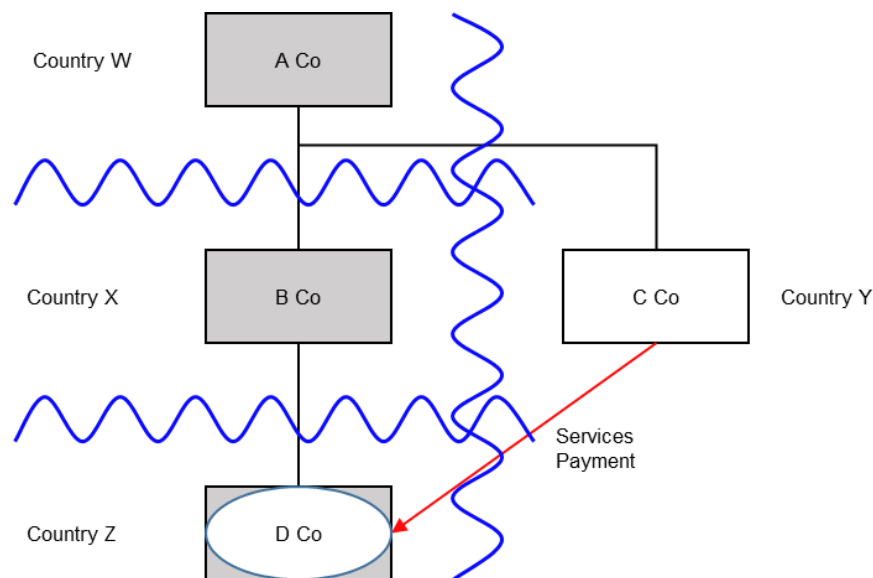 Country W
A Co
Country X
B Co
C Co
Country Y
Services
Payment
Country Z
D Co